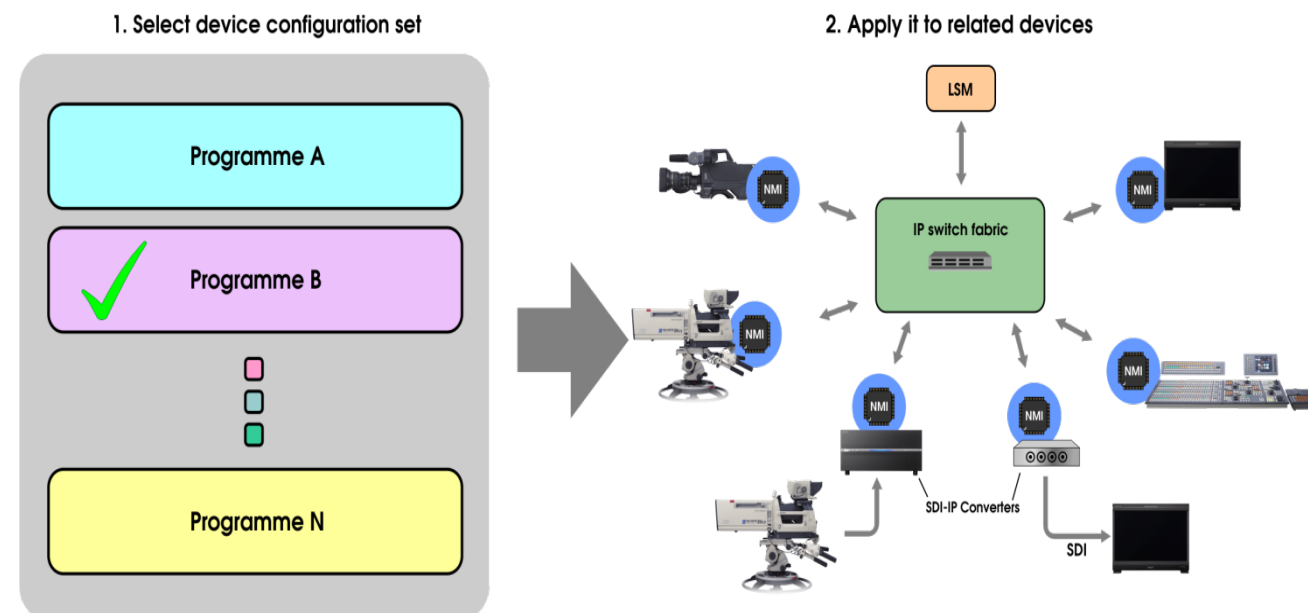 1. Select device configuration set
Programme A
Programme B
Programme N
2. Apply it to related devices
LSM
NMI
NMI
IP switch fabric
NMI
NMI
NMI
NMI
SDI-IP Converters
SDI